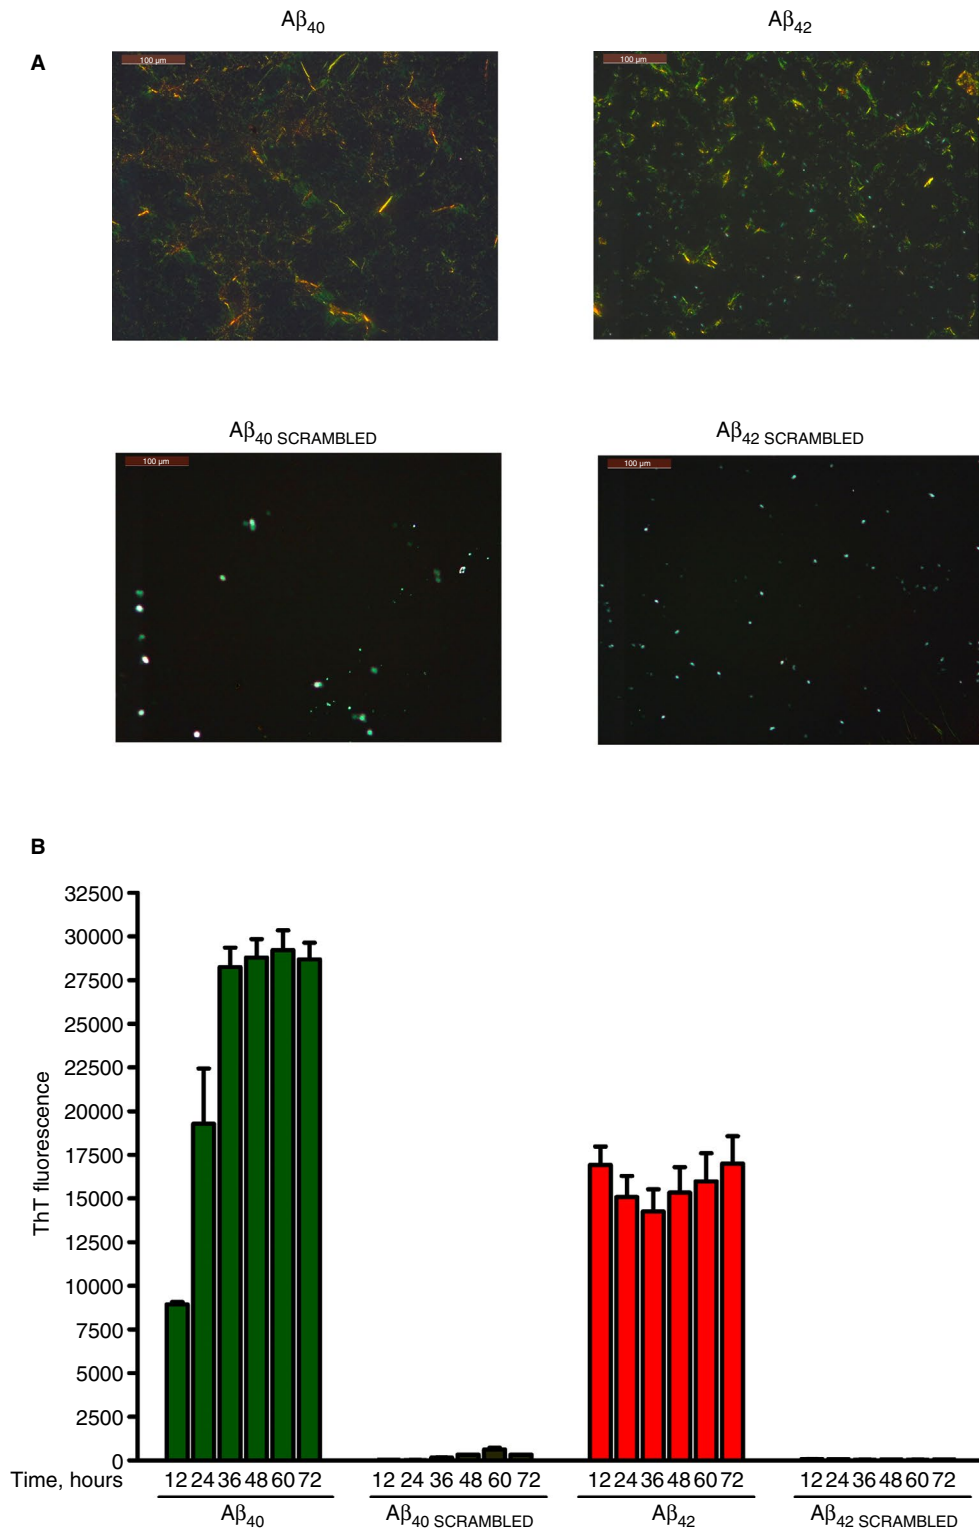 Aβ40 Aβ42
A
100 µm 100 µm
Aβ40 SCRAMBLED Aβ42 SCRAMBLED
100 µm 100 µm
B
32500
30000
27500
25000
22500
20000
17500
15000
12500
10000
7500
5000
2500
0
ThT fluorescence
Time, hours 12 24 36 48 60 72 12 24 36 48 60 72 12 24 36 48 60 72 12 24 36 48 60 72
Aβ40 Aβ40 SCRAMBLED Aβ42 Aβ42 SCRAMBLED